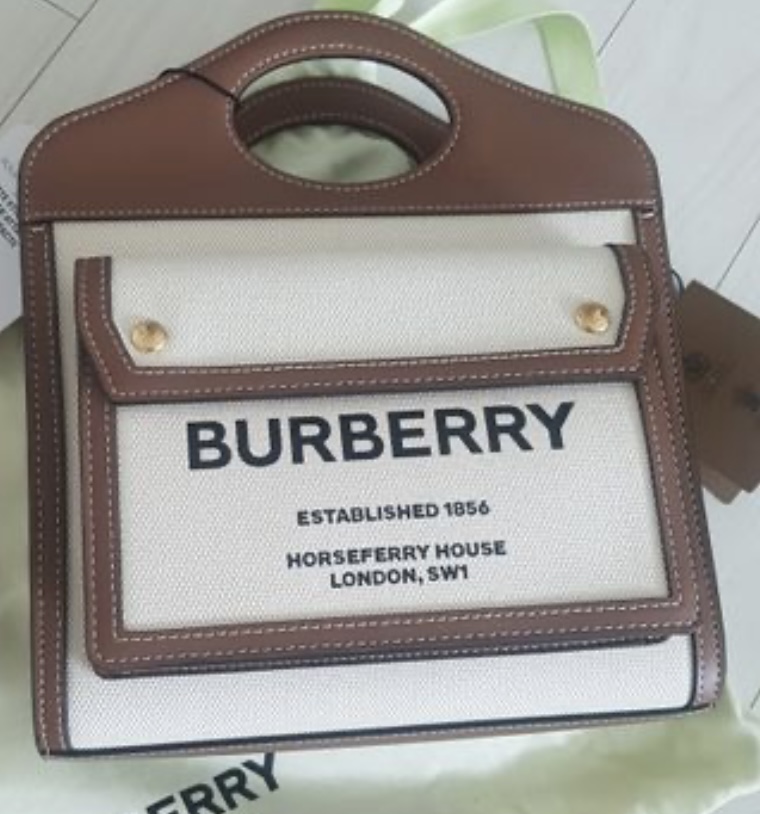 BURBERRY
ESTABLISHED 1856
HORSEFERRY HOUSE
LONDON, SW1
ERRY